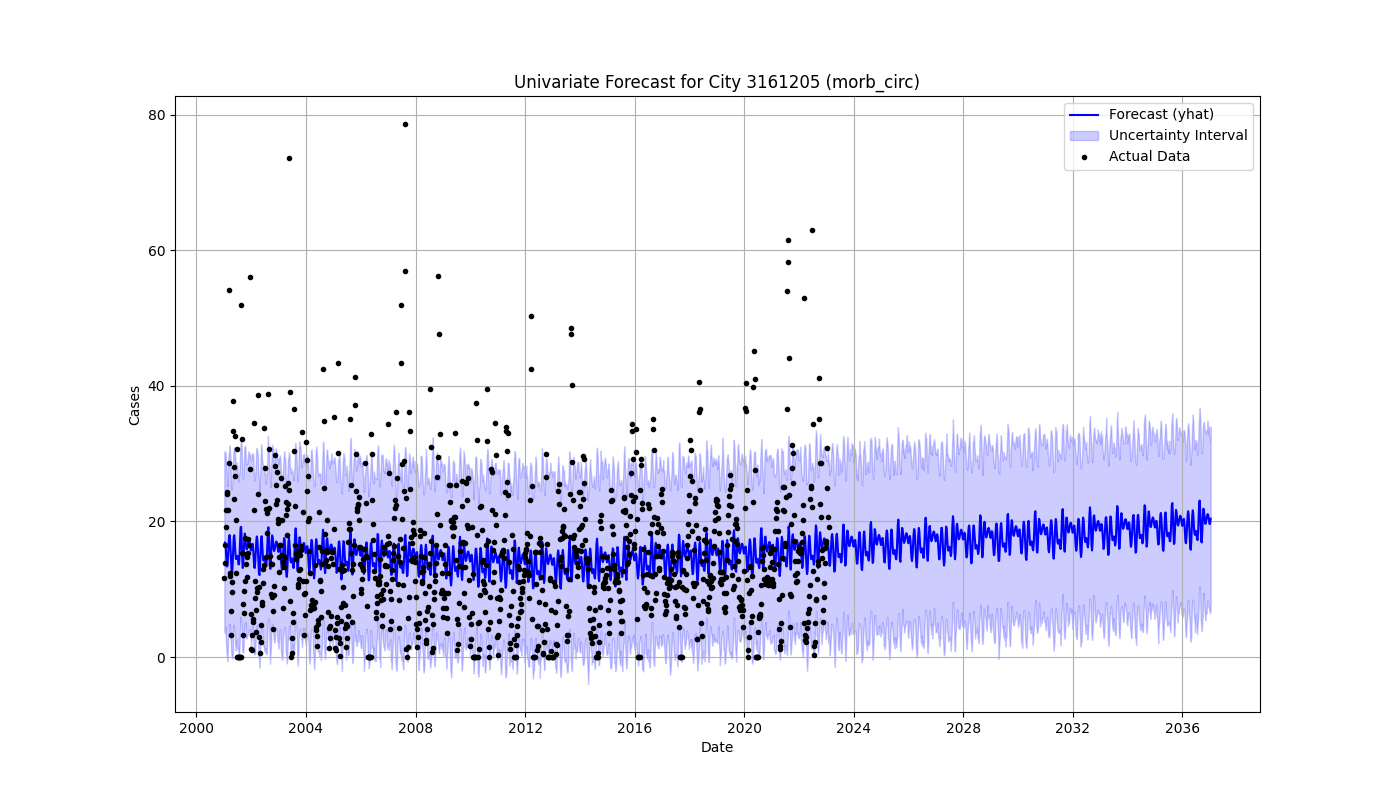 Univariate Forecast for City 3161205 (morb_circ)
Forecast (yhat)
Uncertainty Interval
Actual Data
80
60
40
20
0
Cases
2000
2004
2008
2012
2016
2020
2024
2028
2032
2036
Date